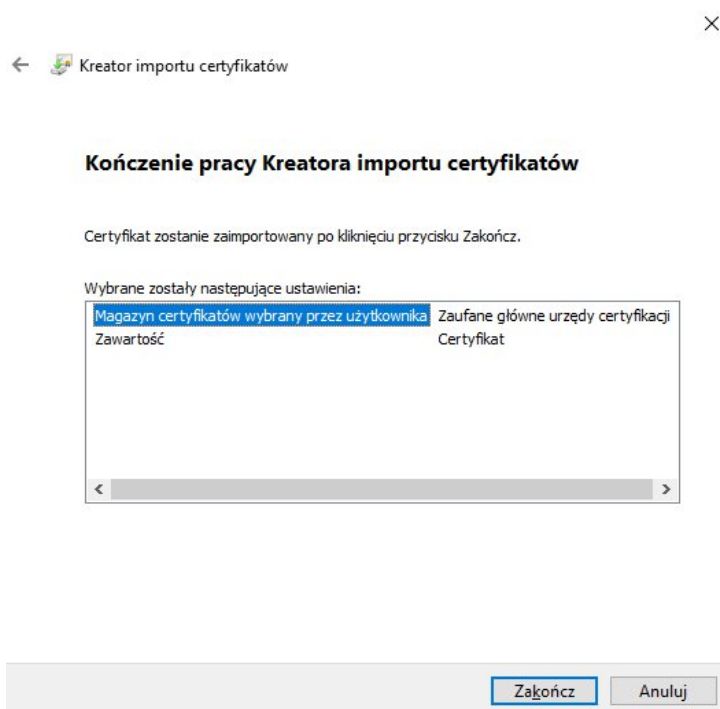 Kreator importu certyfikatów
Kończenie pracy Kreatora importu certyfikatów
Certyfikat zostanie zaimportowany po kliknięciu przycisku Zakończ.
Wybrane zostały następujące ustawienia:
Magazyn certyfikatów wybrany przez użytkownika Zaufane główne urzędy certyfikacji
Zawartość Certyfikat
Zakończ Anuluj